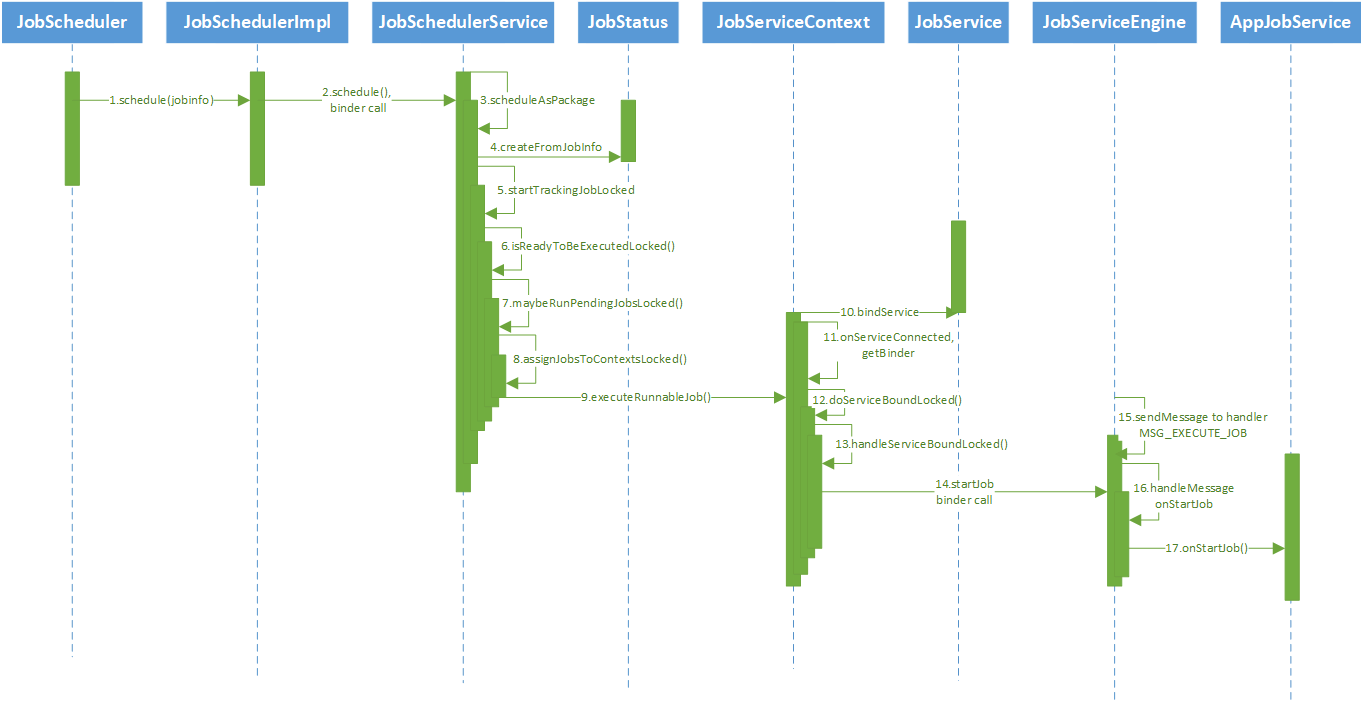 JobScheduler
JobSchedulerImpl
JobSchedulerService
JobStatus
JobServiceContext
JobService
JobServiceEngine
AppJobService
1.schedule(jobinfo)
2.schedule(),
binder call
3.scheduleAsPackage
4.createFromJobInfo
5.startTrackingJobLocked
6.isReadyToBeExecutedLocked()
7.maybeRunPendingJobsLocked()
8.assignJobsToContextsLocked()
9.executeRunnableJob()
10.bindService
11.onServiceConnected,
getBinder
12.doServiceBoundLocked()
13.handleServiceBoundLocked()
14.startJob
binder call
15.sendMessage to handler
MSG_EXECUTE_JOB
16.handleMessage
onStartJob
17.onStartJob()